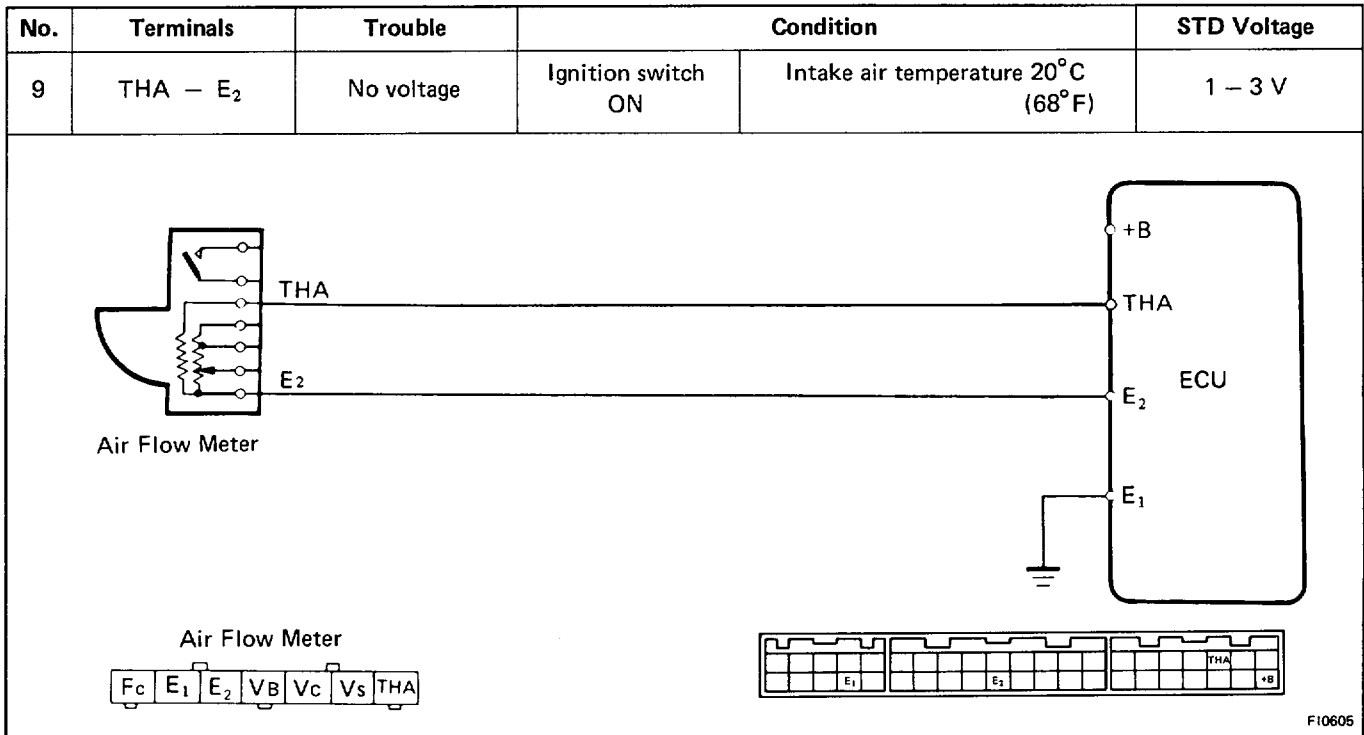 No. Terminals Trouble Condition STD Voltage
9 THA – E₂ No voltage Ignition switch ON Intake air temperature 20°C (68°F) 1 – 3 V
+B
THA THA
ECU
E₂ E₂
Air Flow Meter
E₁
Air Flow Meter
Fc E₁ E₂ VB Vc Vs THA
THA
E₁ E₂ +B
FI0605